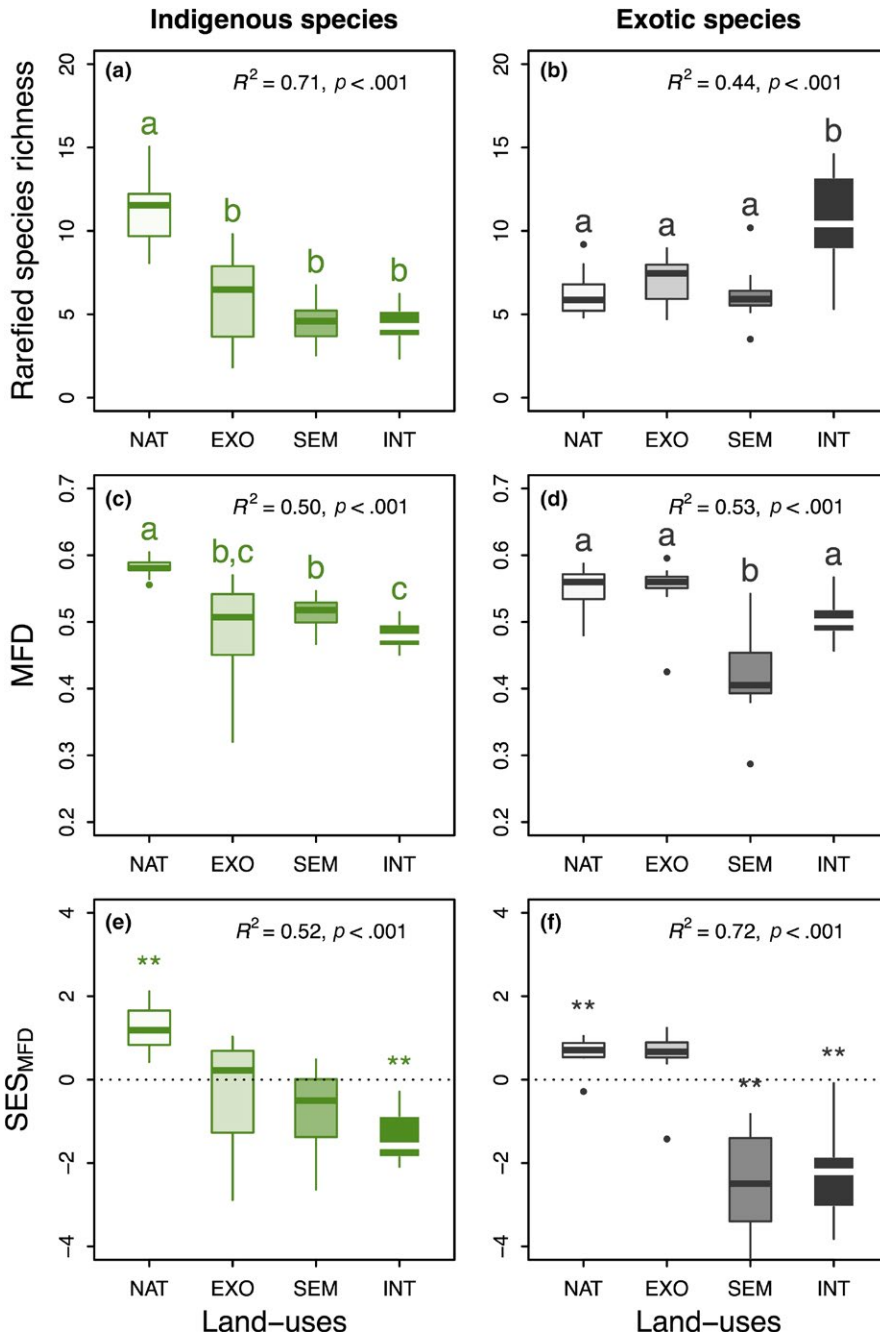 Indigenous species
Exotic species
(a)
R² = 0.71, p < .001
Rarefied species richness
20
15
10
5
0
a
b
b
b
NAT EXO SEM INT
(b)
R² = 0.44, p < .001
20
15
10
5
0
a
a
a
b
NAT EXO SEM INT
(c)
R² = 0.50, p < .001
MFD
0.7
0.6
0.5
0.4
0.3
0.2
a
b,c
b
c
NAT EXO SEM INT
(d)
R² = 0.53, p < .001
0.7
0.6
0.5
0.4
0.3
0.2
a
a
b
a
NAT EXO SEM INT
(e)
R² = 0.52, p < .001
SES_MFD
4
2
0
−2
−4
**
**
NAT EXO SEM INT
Land−uses
(f)
R² = 0.72, p < .001
4
2
0
−2
−4
**
**
**
NAT EXO SEM INT
Land−uses